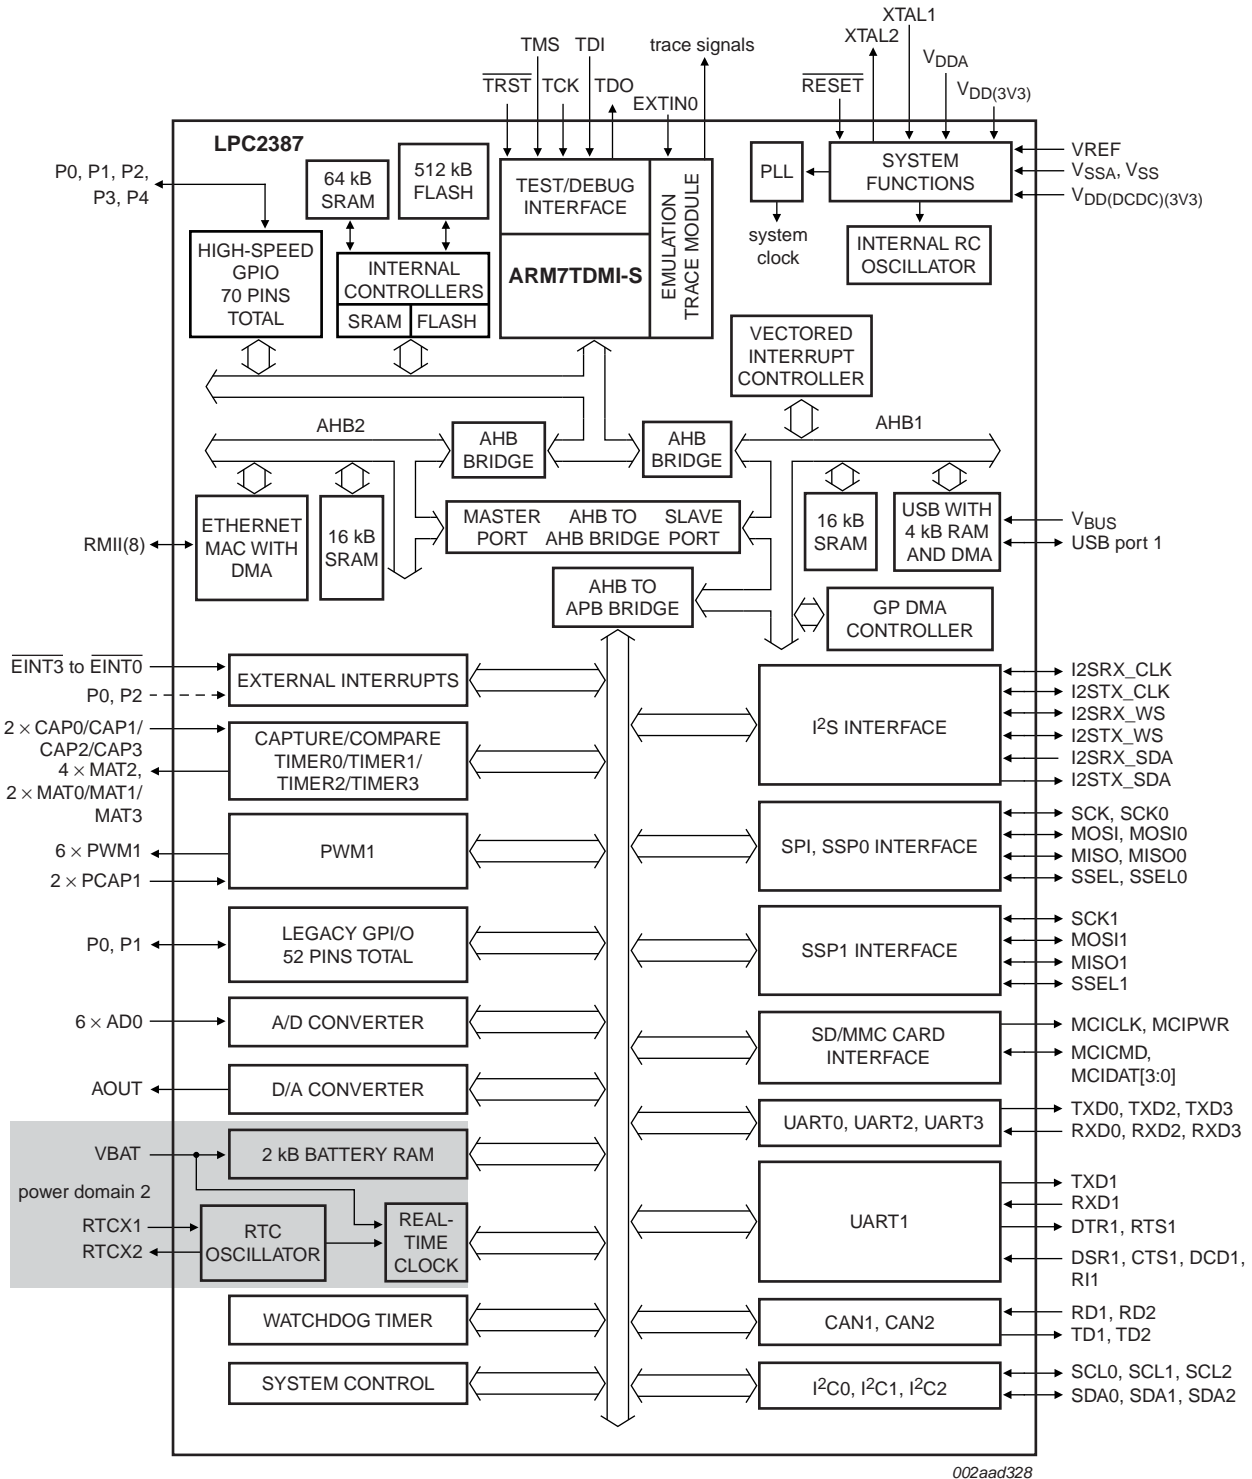 XTAL1
XTAL2
TMS TDI
trace signals
VDDA
TRST TCK TDO
RESET
VDD(3V3)
EXTIN0
LPC2387
P0, P1, P2,
P3, P4
64 kB
SRAM
512 kB
FLASH
TEST/DEBUG
INTERFACE
EMULATION
TRACE MODULE
PLL
SYSTEM
FUNCTIONS
VREF
VSSA, VSS
VDD(DCDC)(3V3)
system
clock
HIGH-SPEED
GPIO
70 PINS
TOTAL
INTERNAL
CONTROLLERS
SRAM FLASH
ARM7TDMI-S
INTERNAL RC
OSCILLATOR
VECTORED
INTERRUPT
CONTROLLER
AHB2
AHB
BRIDGE
AHB
BRIDGE
AHB1
RMII(8)
ETHERNET
MAC WITH
DMA
16 kB
SRAM
MASTER
PORT
AHB TO
AHB BRIDGE
SLAVE
PORT
16 kB
SRAM
USB WITH
4 kB RAM
AND DMA
VBUS
USB port 1
AHB TO
APB BRIDGE
GP DMA
CONTROLLER
EINT3 to EINT0
P0, P2
EXTERNAL INTERRUPTS
2 × CAP0/CAP1/
CAP2/CAP3
4 × MAT2,
2 × MAT0/MAT1/
MAT3
CAPTURE/COMPARE
TIMER0/TIMER1/
TIMER2/TIMER3
6 × PWM1
2 × PCAP1
PWM1
P0, P1
LEGACY GPI/O
52 PINS TOTAL
6 × AD0
A/D CONVERTER
AOUT
D/A CONVERTER
VBAT
2 kB BATTERY RAM
power domain 2
RTCX1
RTCX2
RTC
OSCILLATOR
REAL-
TIME
CLOCK
WATCHDOG TIMER
SYSTEM CONTROL
I2S INTERFACE
I2SRX_CLK
I2STX_CLK
I2SRX_WS
I2STX_WS
I2SRX_SDA
I2STX_SDA
SPI, SSP0 INTERFACE
SCK, SCK0
MOSI, MOSI0
MISO, MISO0
SSEL, SSEL0
SSP1 INTERFACE
SCK1
MOSI1
MISO1
SSEL1
SD/MMC CARD
INTERFACE
MCICLK, MCIPWR
MCICMD,
MCIDAT[3:0]
UART0, UART2, UART3
TXD0, TXD2, TXD3
RXD0, RXD2, RXD3
UART1
TXD1
RXD1
DTR1, RTS1
DSR1, CTS1, DCD1,
RI1
CAN1, CAN2
RD1, RD2
TD1, TD2
I2C0, I2C1, I2C2
SCL0, SCL1, SCL2
SDA0, SDA1, SDA2
002aad328